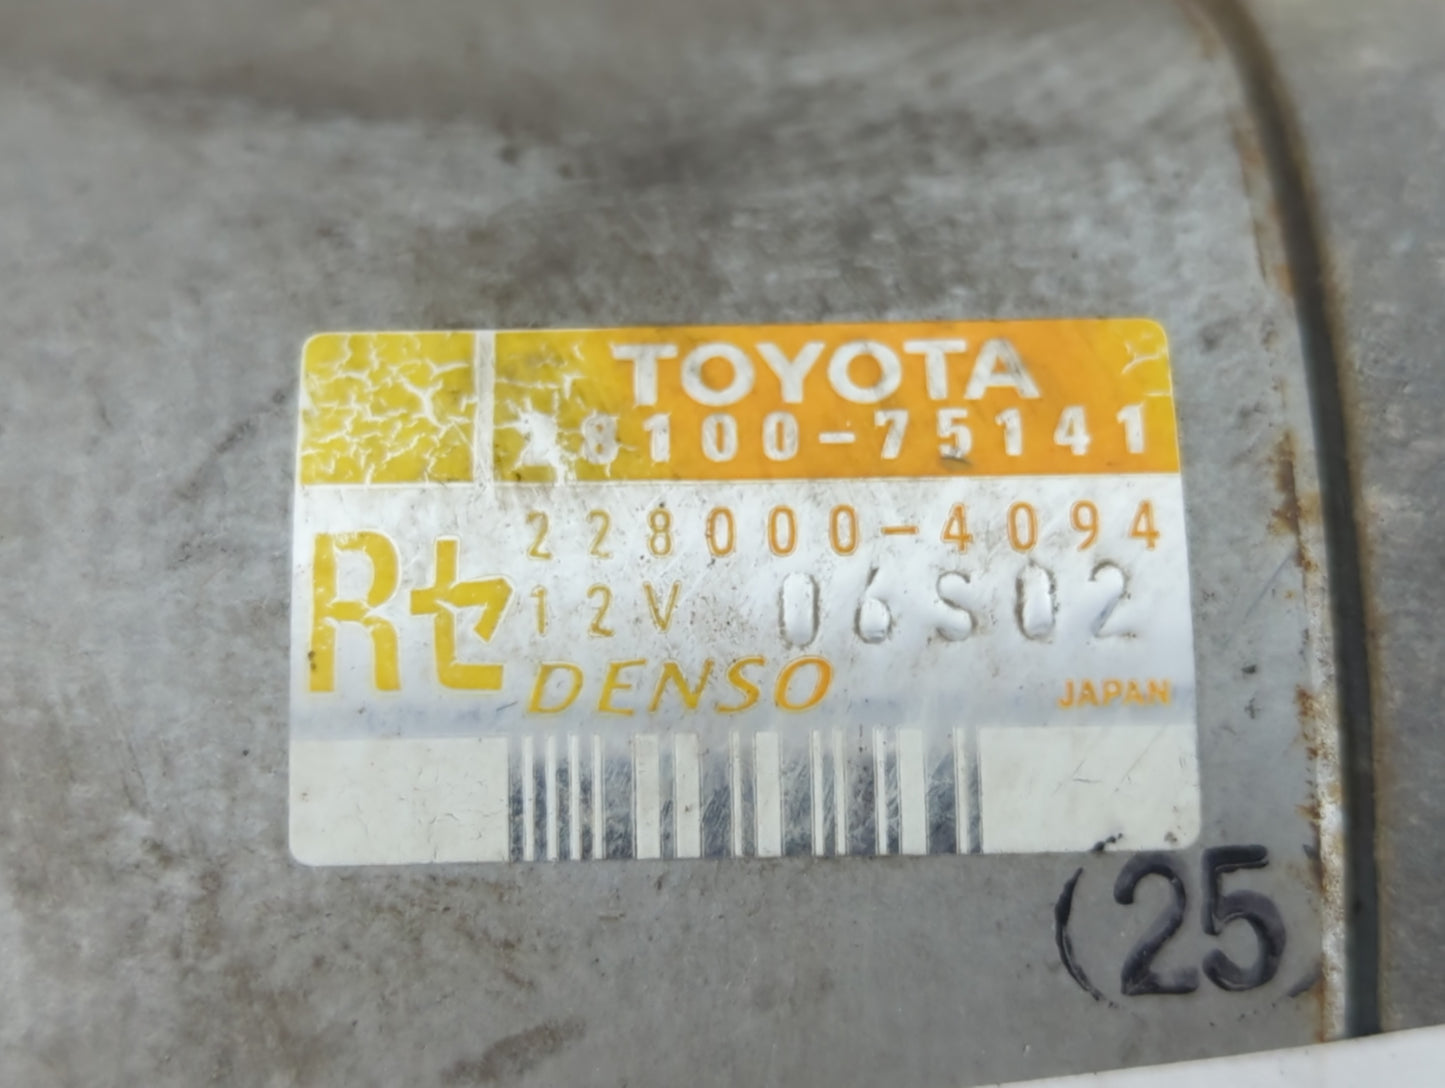 TOYOTA
28100-75141
228000-4094
Rセ 12V 06S02
DENSO JAPAN
(25)